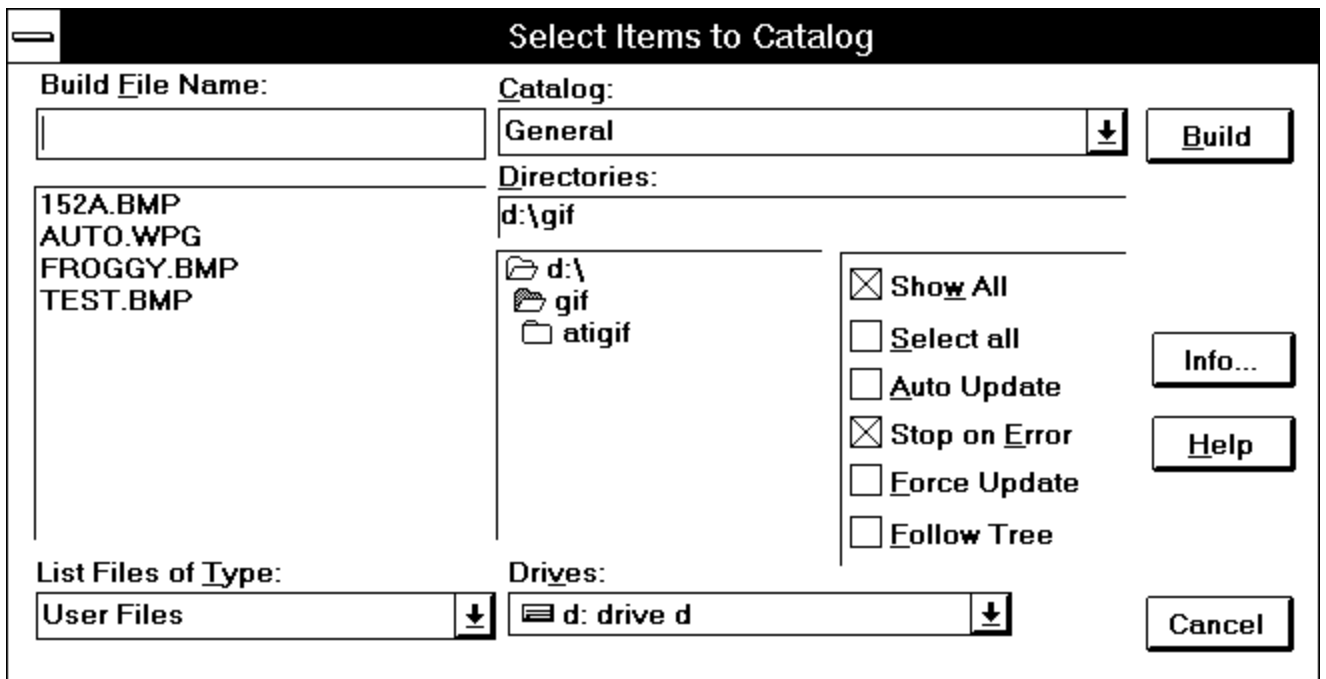 Select Items to Catalog
Build File Name:
152A.BMP
AUTO.WPG
FROGGY.BMP
TEST.BMP
List Files of Type:
User Files
Catalog:
General
Directories:
d:\gif
d:\
gif
atigif
Drives:
d: drive d
Show All
Select all
Auto Update
Stop on Error
Force Update
Follow Tree
Build
Info...
Help
Cancel